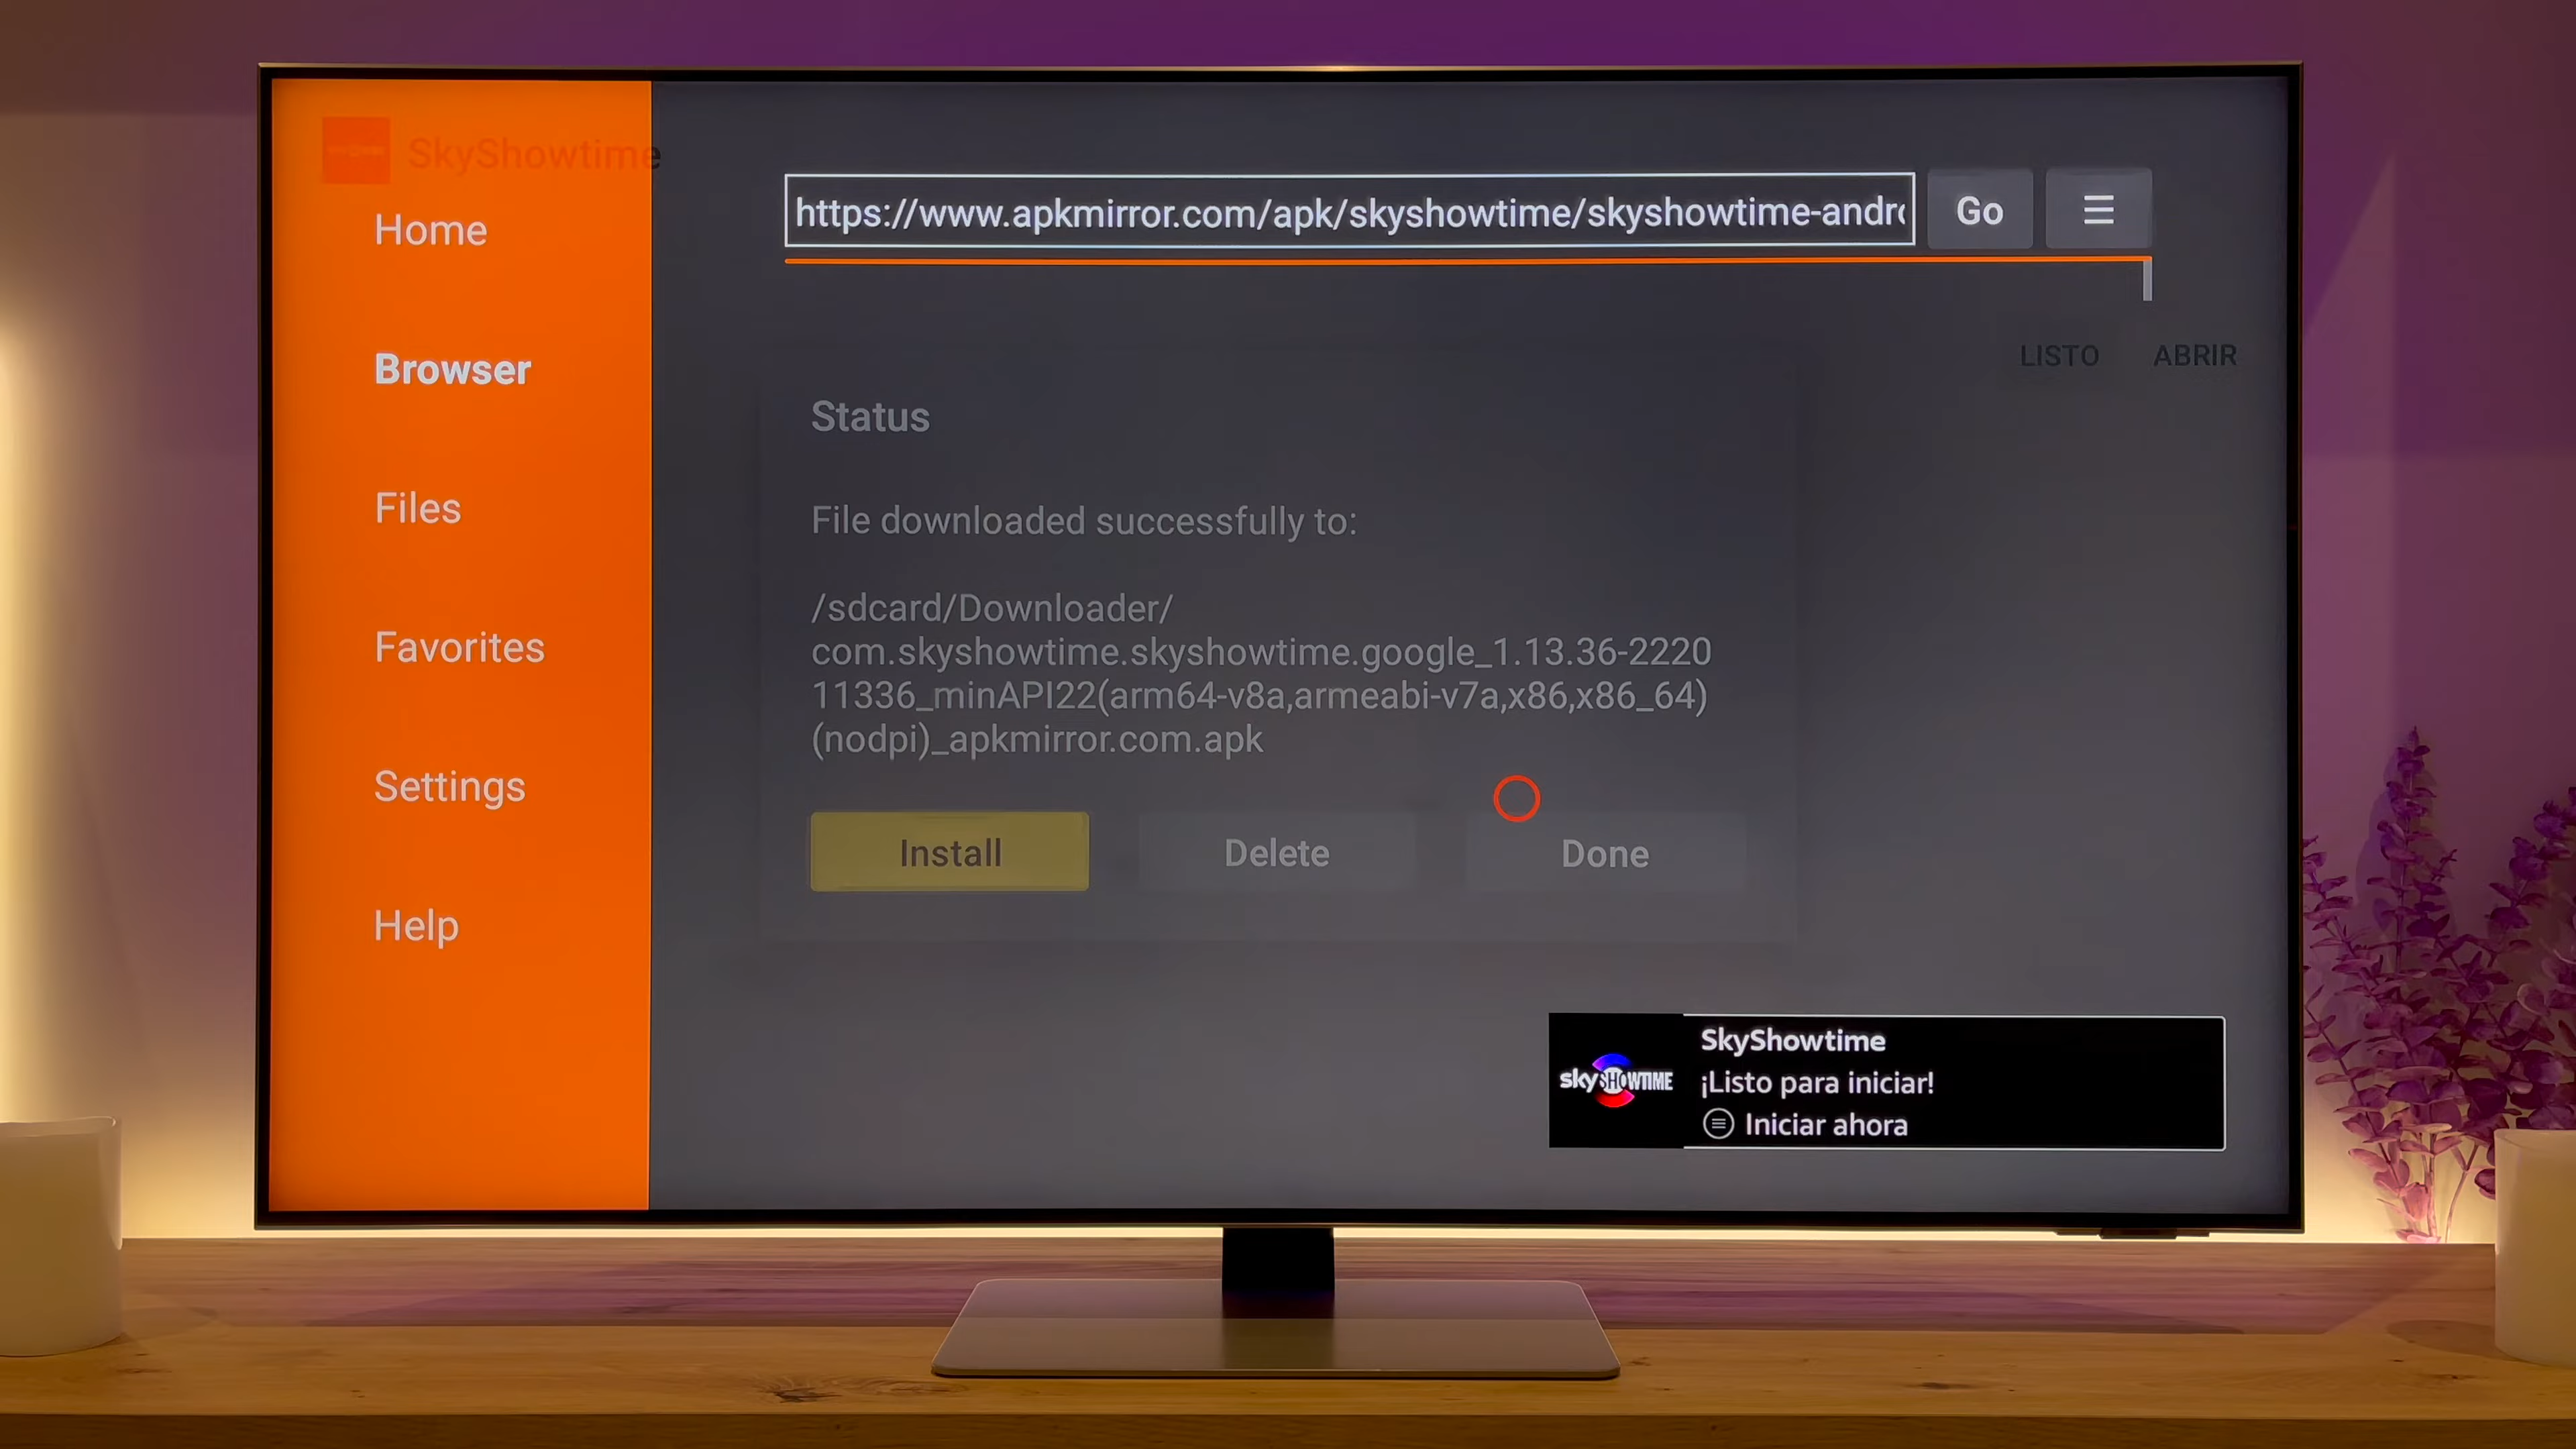 SkyShowtime
Home
Browser
Files
Favorites
Settings
Help
https://www.apkmirror.com/apk/skyshowtime/skyshowtime-andr
Go
LISTO ABRIR
Status
File downloaded successfully to:
/sdcard/Downloader/
com.skyshowtime.skyshowtime.google_1.13.36-2220
11336_minAPI22(arm64-v8a,armeabi-v7a,x86,x86_64)
(nodpi)_apkmirror.com.apk
Install Delete Done
sky SHOWTIME
SkyShowtime
¡Listo para iniciar!
Iniciar ahora